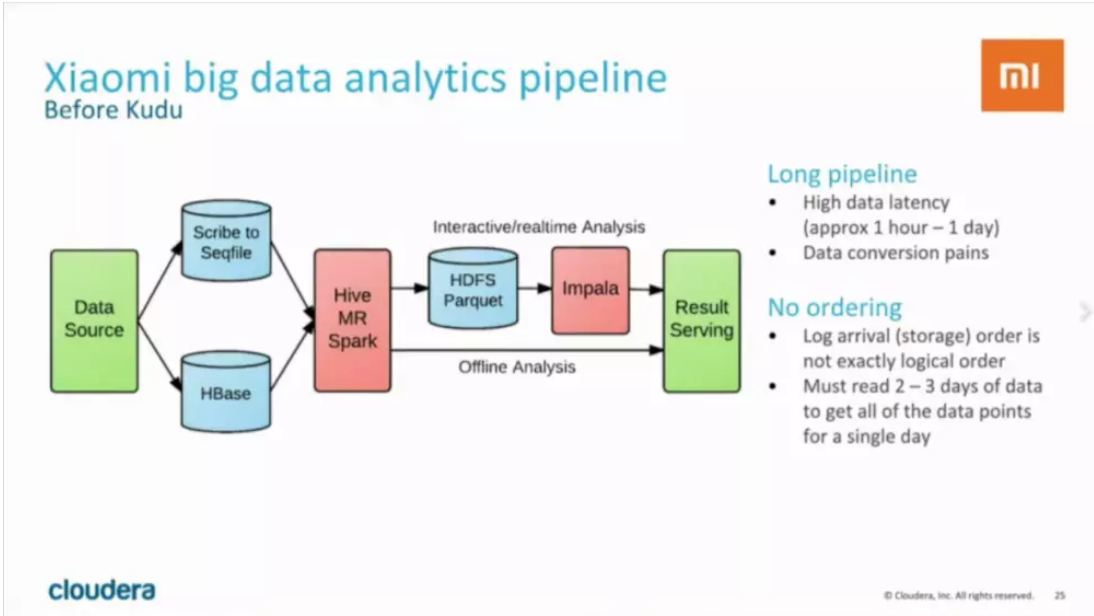 Xiaomi big data analytics pipeline
Before Kudu
mi
Data
Source
Scribe to
Seqfile
HBase
Hive
MR
Spark
Interactive/realtime Analysis
HDFS
Parquet
Impala
Offline Analysis
Result
Serving
Long pipeline
• High data latency
(approx 1 hour – 1 day)
• Data conversion pains
No ordering
• Log arrival (storage) order is
not exactly logical order
• Must read 2 – 3 days of data
to get all of the data points
for a single day
cloudera
© Cloudera, Inc. All rights reserved.
25